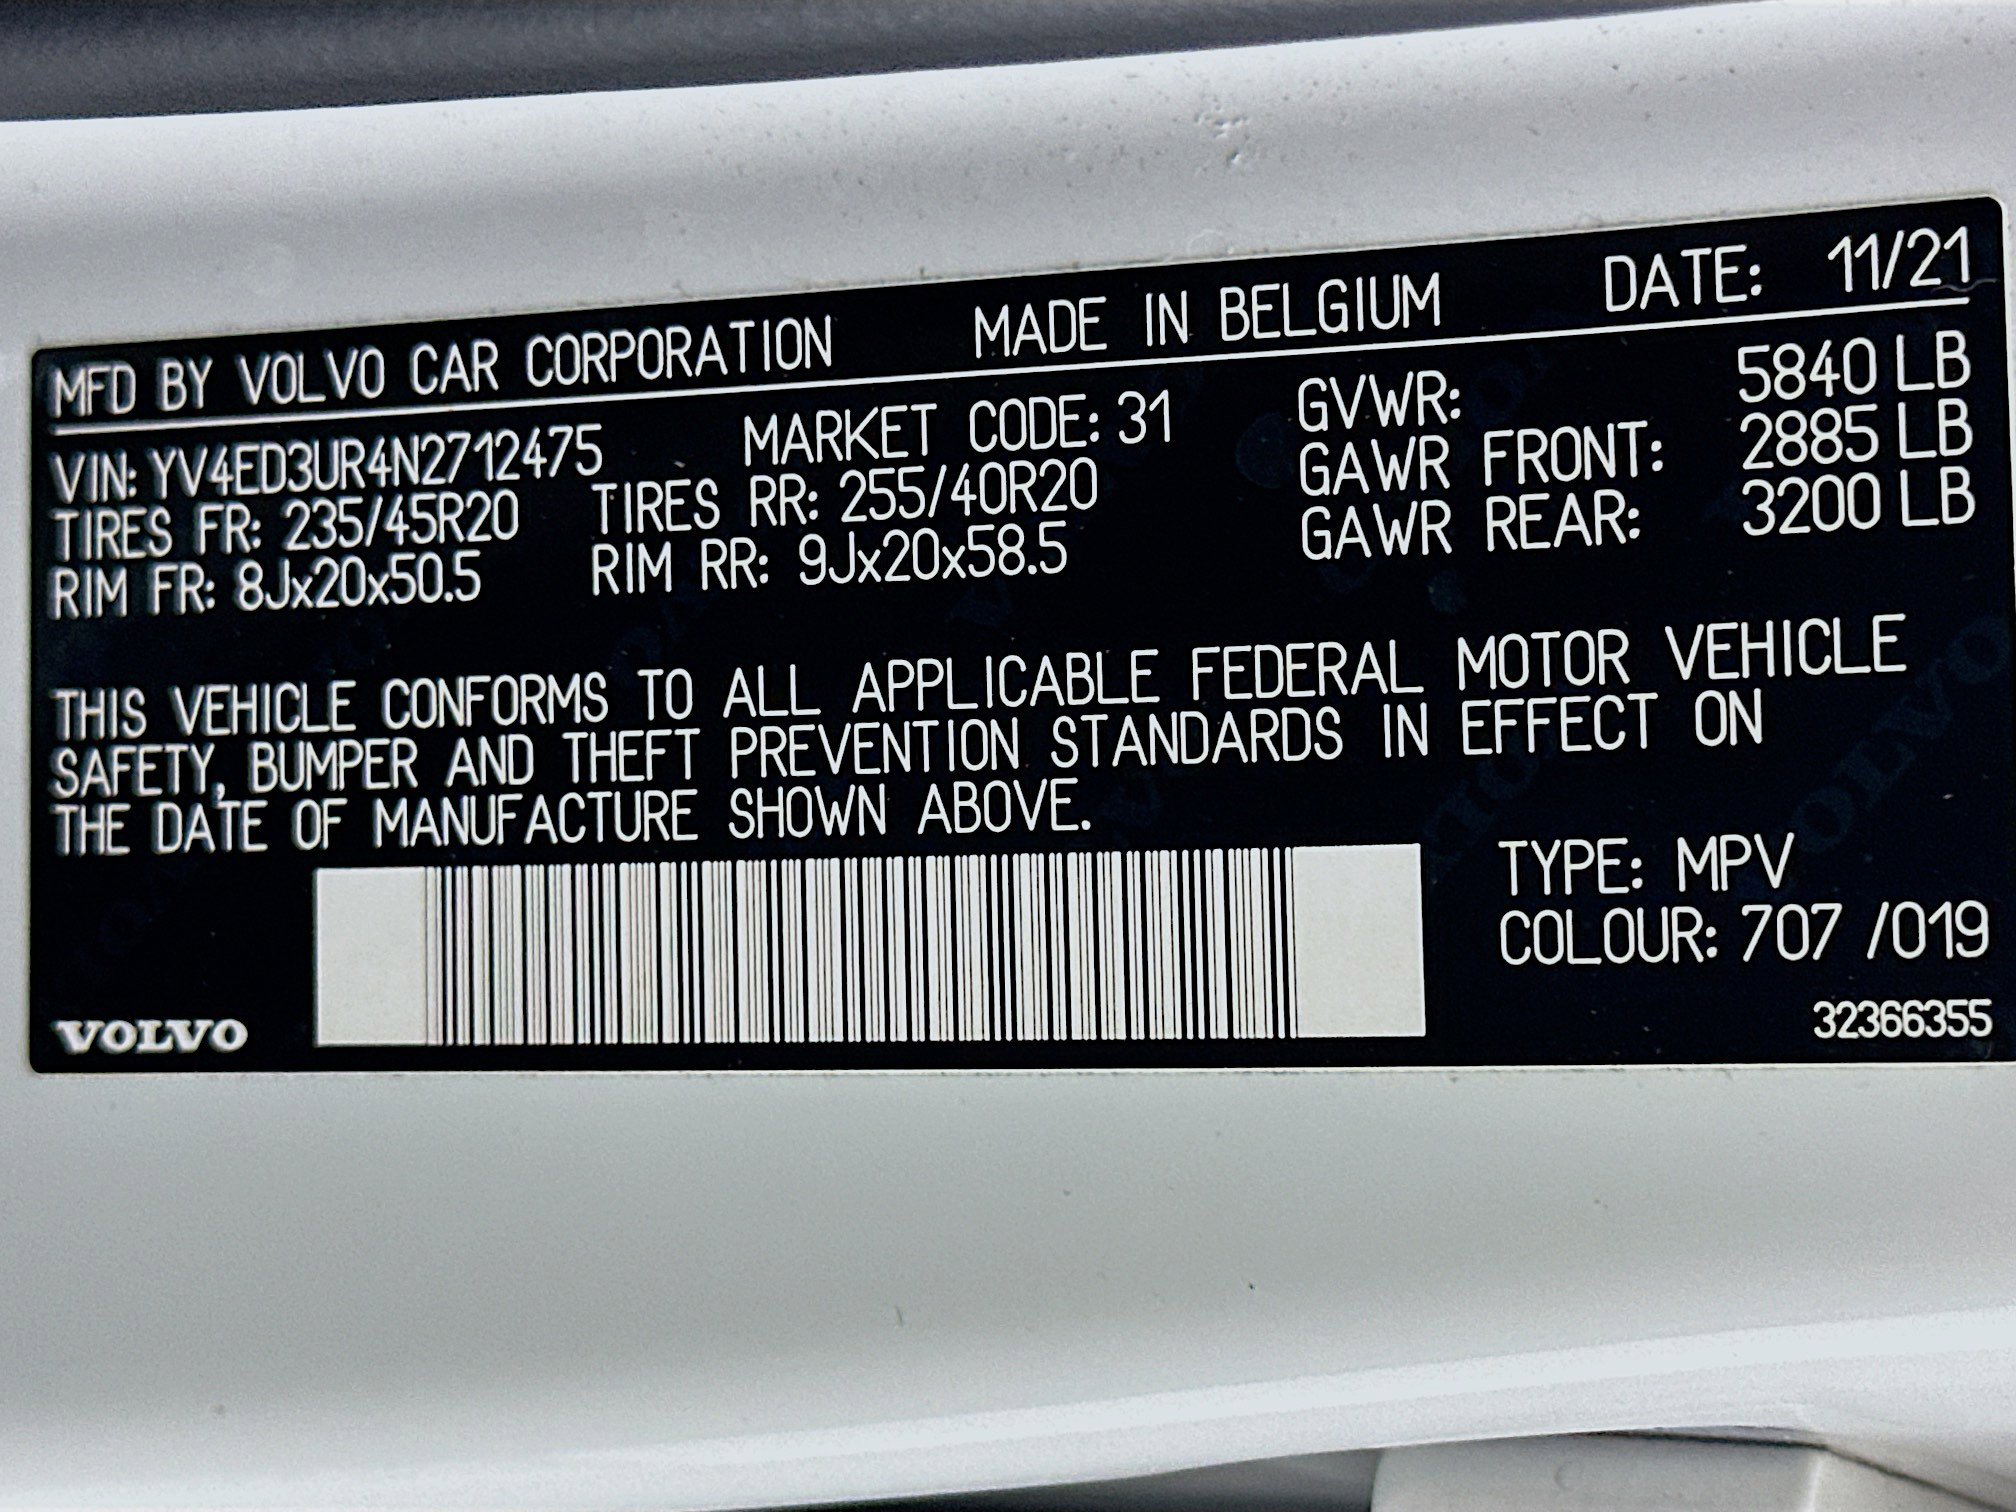 MFD BY VOLVO CAR CORPORATION MADE IN BELGIUM DATE: 11/21
VIN: YV4ED3UR4N2712475 MARKET CODE: 31 GVWR: 5840 LB
TIRES FR: 235/45R20 TIRES RR: 255/40R20 GAWR FRONT: 2885 LB
RIM FR: 8Jx20x50.5 RIM RR: 9Jx20x58.5 GAWR REAR: 3200 LB
THIS VEHICLE CONFORMS TO ALL APPLICABLE FEDERAL MOTOR VEHICLE
SAFETY, BUMPER AND THEFT PREVENTION STANDARDS IN EFFECT ON
THE DATE OF MANUFACTURE SHOWN ABOVE.
TYPE: MPV
COLOUR: 707 /019
VOLVO 32366355